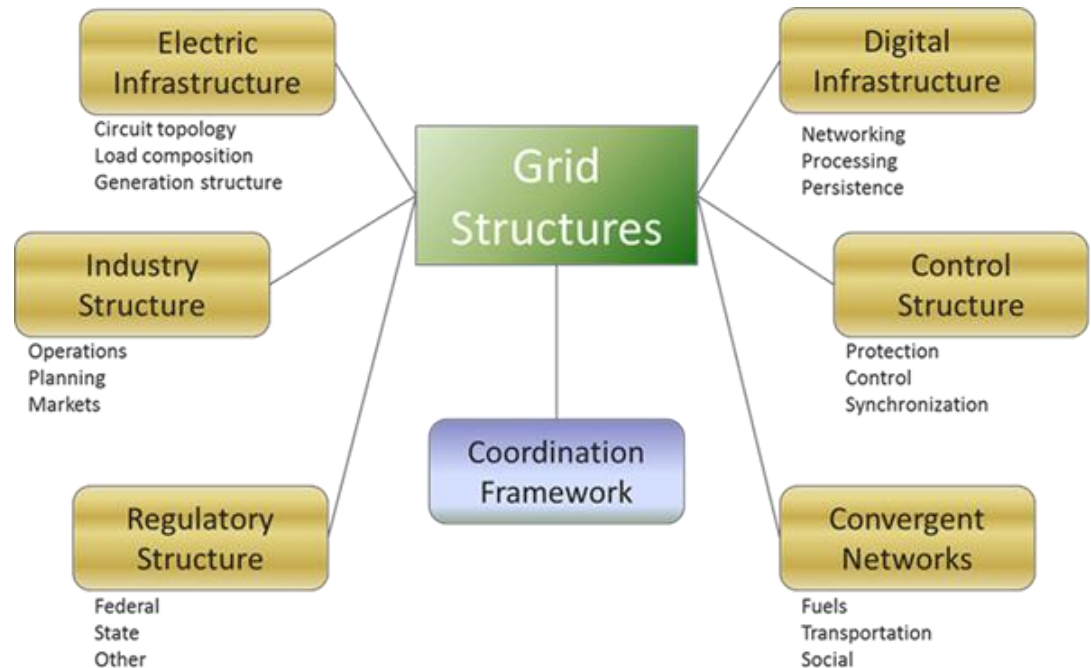 Electric
Infrastructure
Circuit topology
Load composition
Generation structure
Industry
Structure
Operations
Planning
Markets
Regulatory
Structure
Federal
State
Other
Grid
Structures
Coordination
Framework
Digital
Infrastructure
Networking
Processing
Persistence
Control
Structure
Protection
Control
Synchronization
Convergent
Networks
Fuels
Transportation
Social